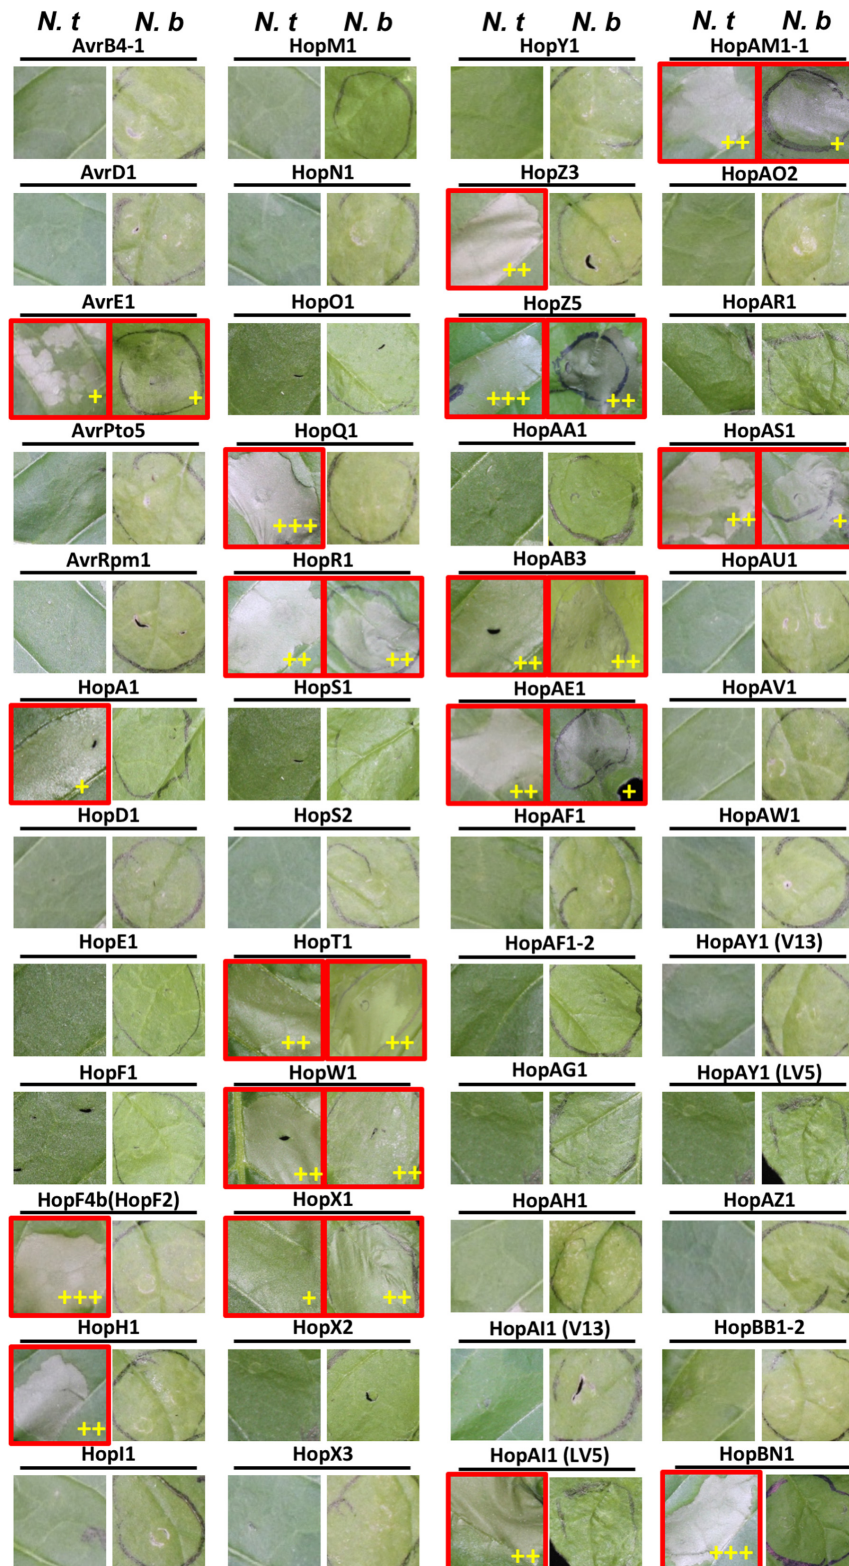 N. t N. b N. t N. b N. t N. b N. t N. b
AvrB4-1 HopM1 HopY1 HopAM1-1
++ +
AvrD1 HopN1 HopZ3 HopAO2
++
AvrE1 HopO1 HopZ5 HopAR1
+ + +++ ++
AvrPto5 HopQ1 HopAA1 HopAS1
+++ ++ +
AvrRpm1 HopR1 HopAB3 HopAU1
++ ++ ++ ++
HopA1 HopS1 HopAE1 HopAV1
+ ++ +
HopD1 HopS2 HopAF1 HopAW1
HopE1 HopT1 HopAF1-2 HopAY1 (V13)
++ ++
HopF1 HopW1 HopAG1 HopAY1 (LV5)
++ ++
HopF4b(HopF2) HopX1 HopAH1 HopAZ1
+++ + ++
HopH1 HopX2 HopAI1 (V13) HopBB1-2
++
HopI1 HopX3 HopAI1 (LV5) HopBN1
++ +++